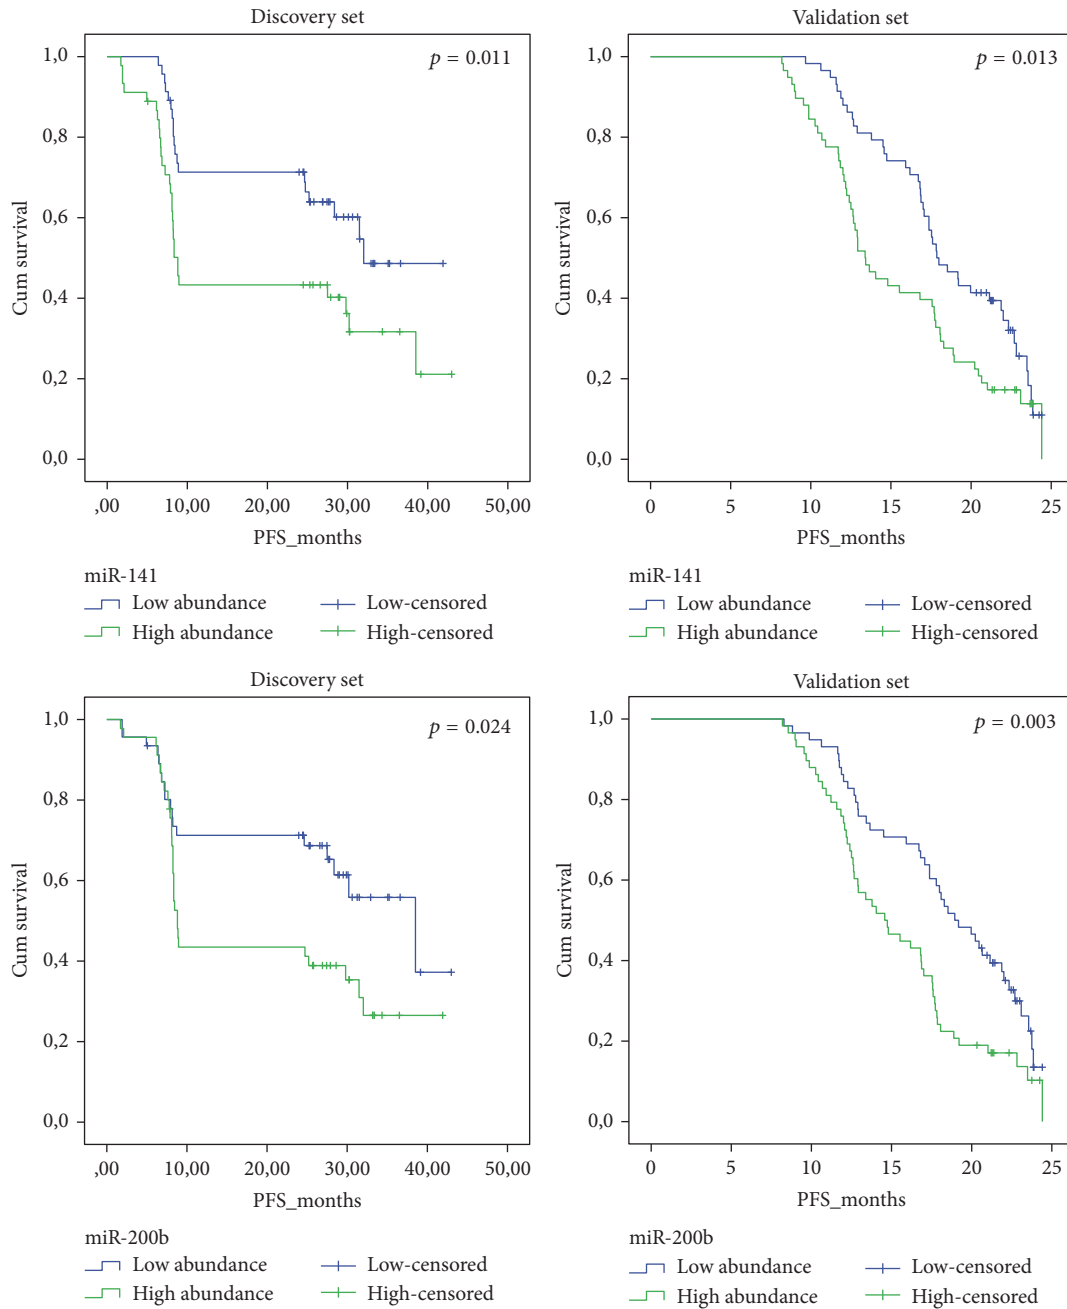 Discovery set
p = 0.011
1,0
0,8
0,6
0,4
0,2
0,0
Cum survival
,00 10,00 20,00 30,00 40,00 50,00
PFS_months
miR-141
Low abundance Low-censored
High abundance High-censored
Validation set
p = 0.013
1,0
0,8
0,6
0,4
0,2
0,0
Cum survival
0 5 10 15 20 25
PFS_months
miR-141
Low abundance Low-censored
High abundance High-censored
Discovery set
p = 0.024
1,0
0,8
0,6
0,4
0,2
0,0
Cum survival
,00 10,00 20,00 30,00 40,00 50,00
PFS_months
miR-200b
Low abundance Low-censored
High abundance High-censored
Validation set
p = 0.003
1,0
0,8
0,6
0,4
0,2
0,0
Cum survival
0 5 10 15 20 25
PFS_months
miR-200b
Low abundance Low-censored
High abundance High-censored